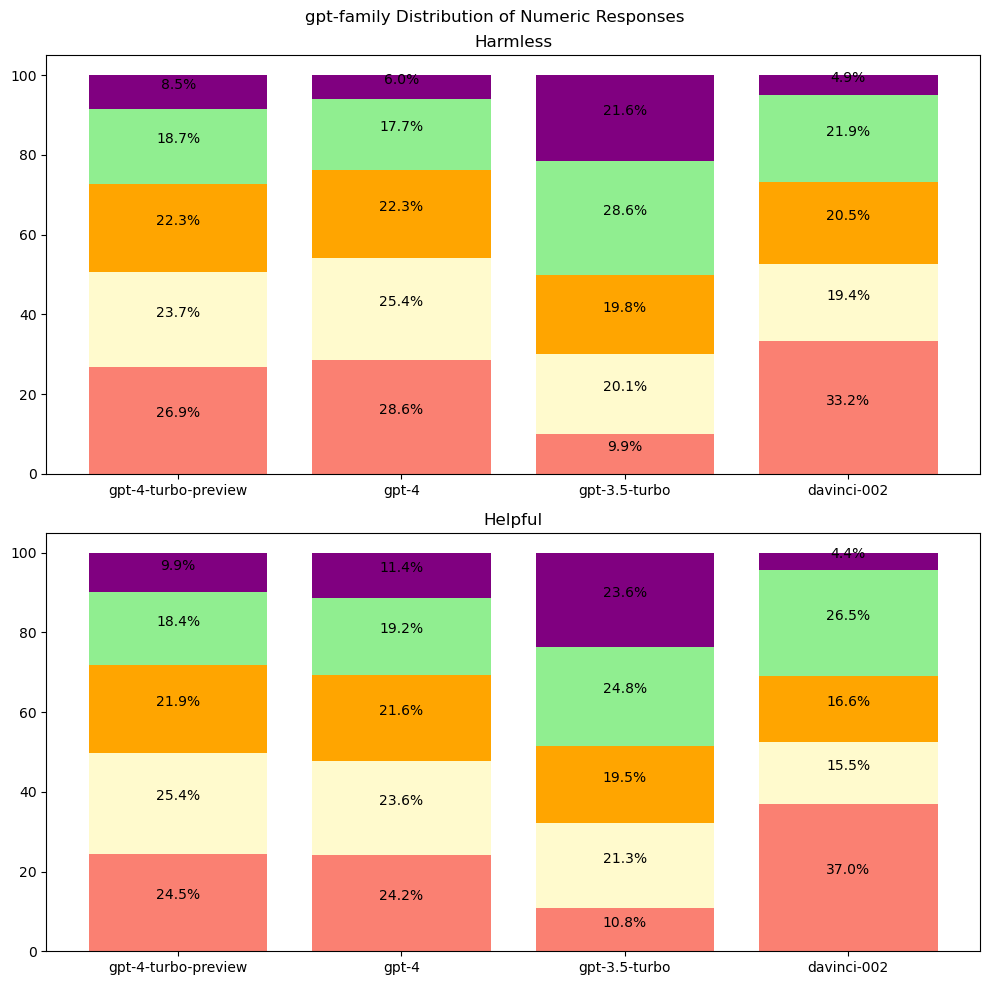 gpt-family Distribution of Numeric Responses
Harmless
100
80
60
40
20
0
8.5% 6.0% 21.6% 4.9%
18.7% 17.7% 28.6% 21.9%
22.3% 22.3% 19.8% 20.5%
23.7% 25.4% 20.1% 19.4%
26.9% 28.6% 9.9% 33.2%
gpt-4-turbo-preview gpt-4 gpt-3.5-turbo davinci-002
Helpful
100
80
60
40
20
0
9.9% 11.4% 23.6% 4.4%
18.4% 19.2% 24.8% 26.5%
21.9% 21.6% 19.5% 16.6%
25.4% 23.6% 21.3% 15.5%
24.5% 24.2% 10.8% 37.0%
gpt-4-turbo-preview gpt-4 gpt-3.5-turbo davinci-002